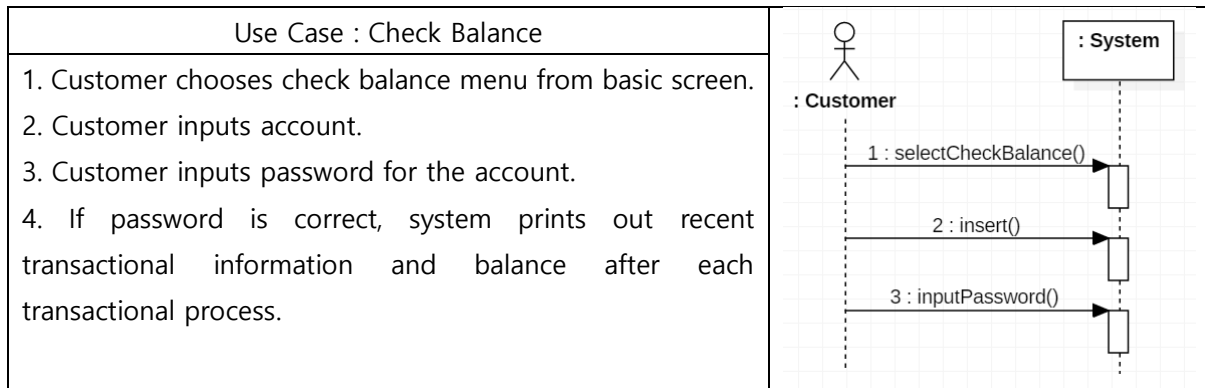 Use Case : Check Balance
1. Customer chooses check balance menu from basic screen.
2. Customer inputs account.
3. Customer inputs password for the account.
4. If password is correct, system prints out recent
transactional information and balance after each
transactional process.
: System
: Customer
1 : selectCheckBalance()
2 : insert()
3 : inputPassword()